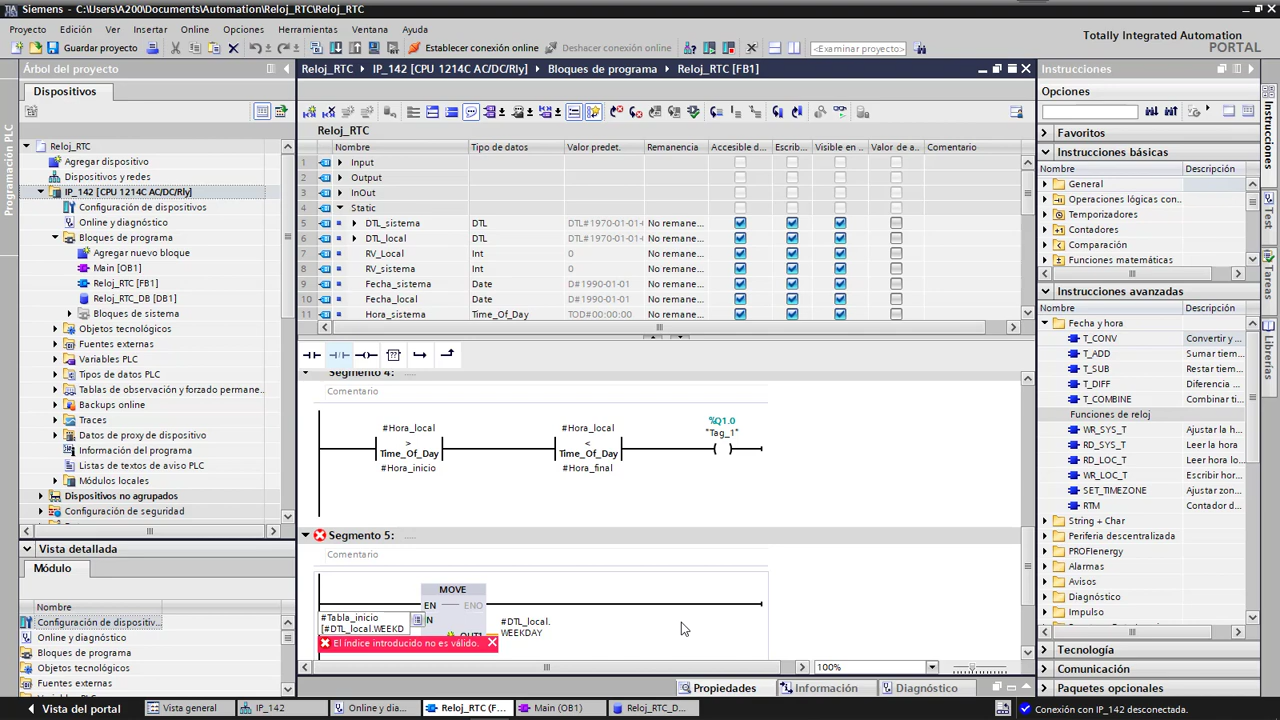 Siemens - C:\Users\A200\Documents\Automation\Reloj_RTC\Reloj_RTC
Proyecto Edición Ver Insertar Online Opciones Herramientas Ventana Ayuda
Totally Integrated Automation
PORTAL
Guardar proyecto Establecer conexión online Deshacer conexión online <Examinar proyecto>
Árbol del proyecto
Dispositivos
Programación PLC
Reloj_RTC
Agregar dispositivo
Dispositivos y redes
IP_142 [CPU 1214C AC/DC/Rly]
Configuración de dispositivos
Online y diagnóstico
Bloques de programa
Agregar nuevo bloque
Main [OB1]
Reloj_RTC [FB1]
Reloj_RTC_DB [DB1]
Bloques de sistema
Objetos tecnológicos
Fuentes externas
Variables PLC
Tipos de datos PLC
Tablas de observación y forzado permane...
Backups online
Traces
Datos de proxy de dispositivo
Información del programa
Listas de textos de aviso PLC
Módulos locales
Dispositivos no agrupados
Configuración de seguridad
Vista detallada
Módulo
Nombre
Configuración de dispositiv...
Online y diagnóstico
Bloques de programa
Objetos tecnológicos
Fuentes externas
Reloj_RTC IP_142 [CPU 1214C AC/DC/Rly] Bloques de programa Reloj_RTC [FB1]
Reloj_RTC
Nombre Tipo de datos Valor predet. Remanencia Accesible d... Escrib... Visible en .. Valor de a.. Comentario
1 Input
2 Output
3 InOut
4 Static
5 DTL_sistema DTL DTL#1970-01-01- No remane...
6 DTL_local DTL DTL#1970-01-01- No remane...
7 RV_Local Int 0 No remane...
8 RV_sistema Int 0 No remane...
9 Fecha_sistema Date D#1990-01-01 No remane...
10 Fecha_local Date D#1990-01-01 No remane...
11 Hora_sistema Time_Of_Day TOD#00:00:00 No remane...
Segmento 4: .....
Comentario
#Hora_local
>
Time_Of_Day
#Hora_inicio
#Hora_local
<
Time_Of_Day
#Hora_final
%Q1.0
"Tag_1"
Segmento 5: .....
Comentario
MOVE
EN ENO
#Tabla_inicio
[#DTL_local.WEEKD
N
#DTL_local.
WEEKDAY
OUT1
El índice introducido no es válido.
100%
Propiedades Información Diagnóstico
Instrucciones
Opciones
Favoritos
Instrucciones básicas
Nombre Descripción
General
Operaciones lógicas con..
Temporizadores
Contadores
Comparación
Funciones matemáticas
Instrucciones avanzadas
Nombre Descripción
Fecha y hora
T_CONV Convertir y ...
T_ADD Sumar tiem..
T_SUB Restar tiem..
T_DIFF Diferencia ..
T_COMBINE Combinar ti..
Funciones de reloj
WR_SYS_T Ajustar la h..
RD_SYS_T Leer la hora
RD_LOC_T Leer hora lo
WR_LOC_T Escribir hor..
SET_TIMEZONE Ajustar zon..
RTM Contador d..
String + Char
Periferia descentralizada
PROFIenergy
Alarmas
Avisos
Diagnóstico
Impulso
Tecnología
Comunicación
Paquetes opcionales
Instrucciones
Test
Tareas
Librerías
Vista del portal Vista general IP_142 Online y dia... Reloj_RTC (F... Main (OB1) Reloj_RTC_D... Conexión con IP_142 desconectada.